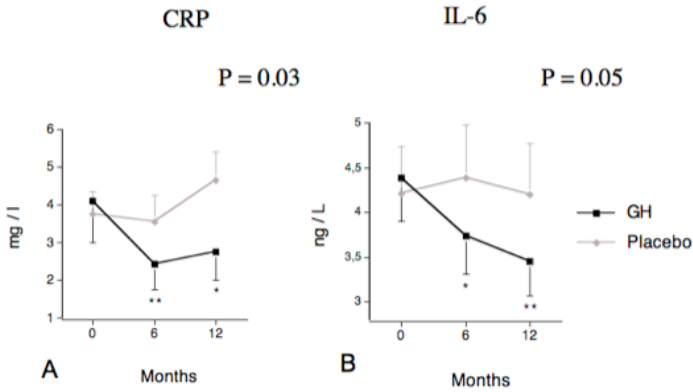 CRP
IL-6
P = 0.03
P = 0.05
6
5
4
3
2
1
mg / l
0
6
12
**
*
A
Months
5
4,5
4
3,5
3
ng / L
0
6
12
*
**
B
Months
GH
Placebo